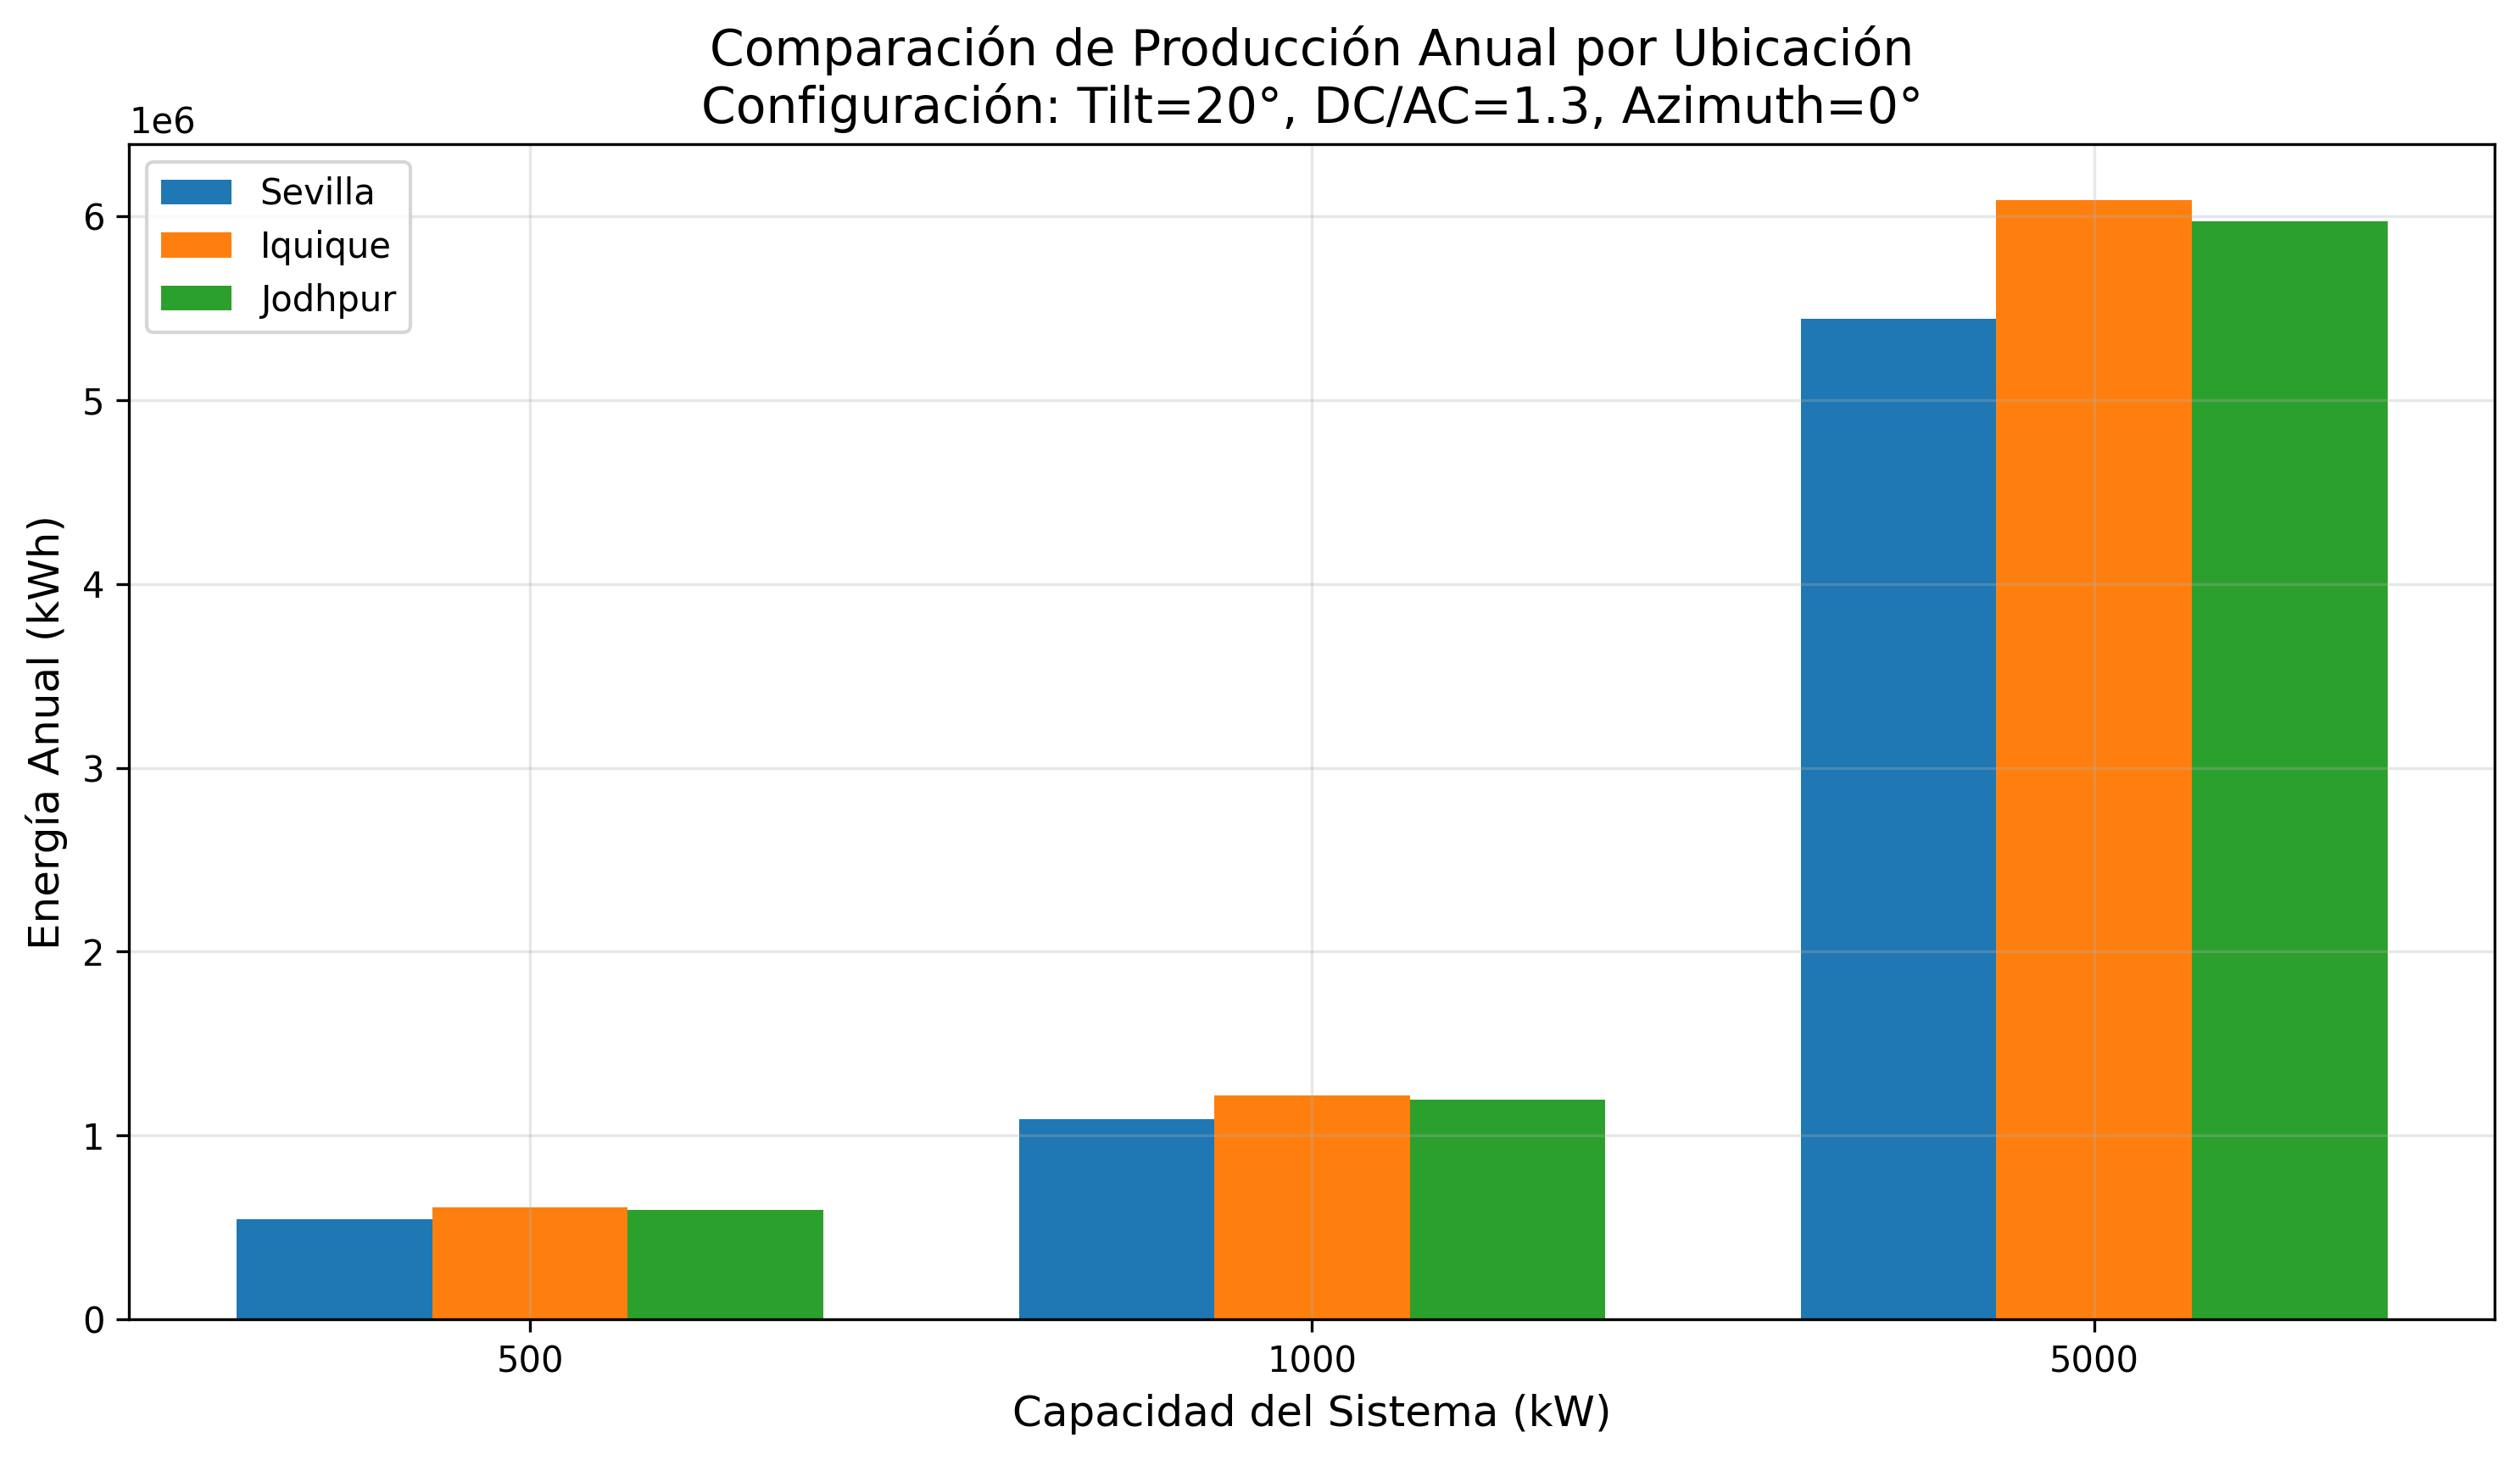 Comparación de Producción Anual por Ubicación
Configuración: Tilt=20°, DC/AC=1.3, Azimuth=0°
1e6
Sevilla
Iquique
Jodhpur
6
5
4
3
2
1
0
Energía Anual (kWh)
500
1000
5000
Capacidad del Sistema (kW)